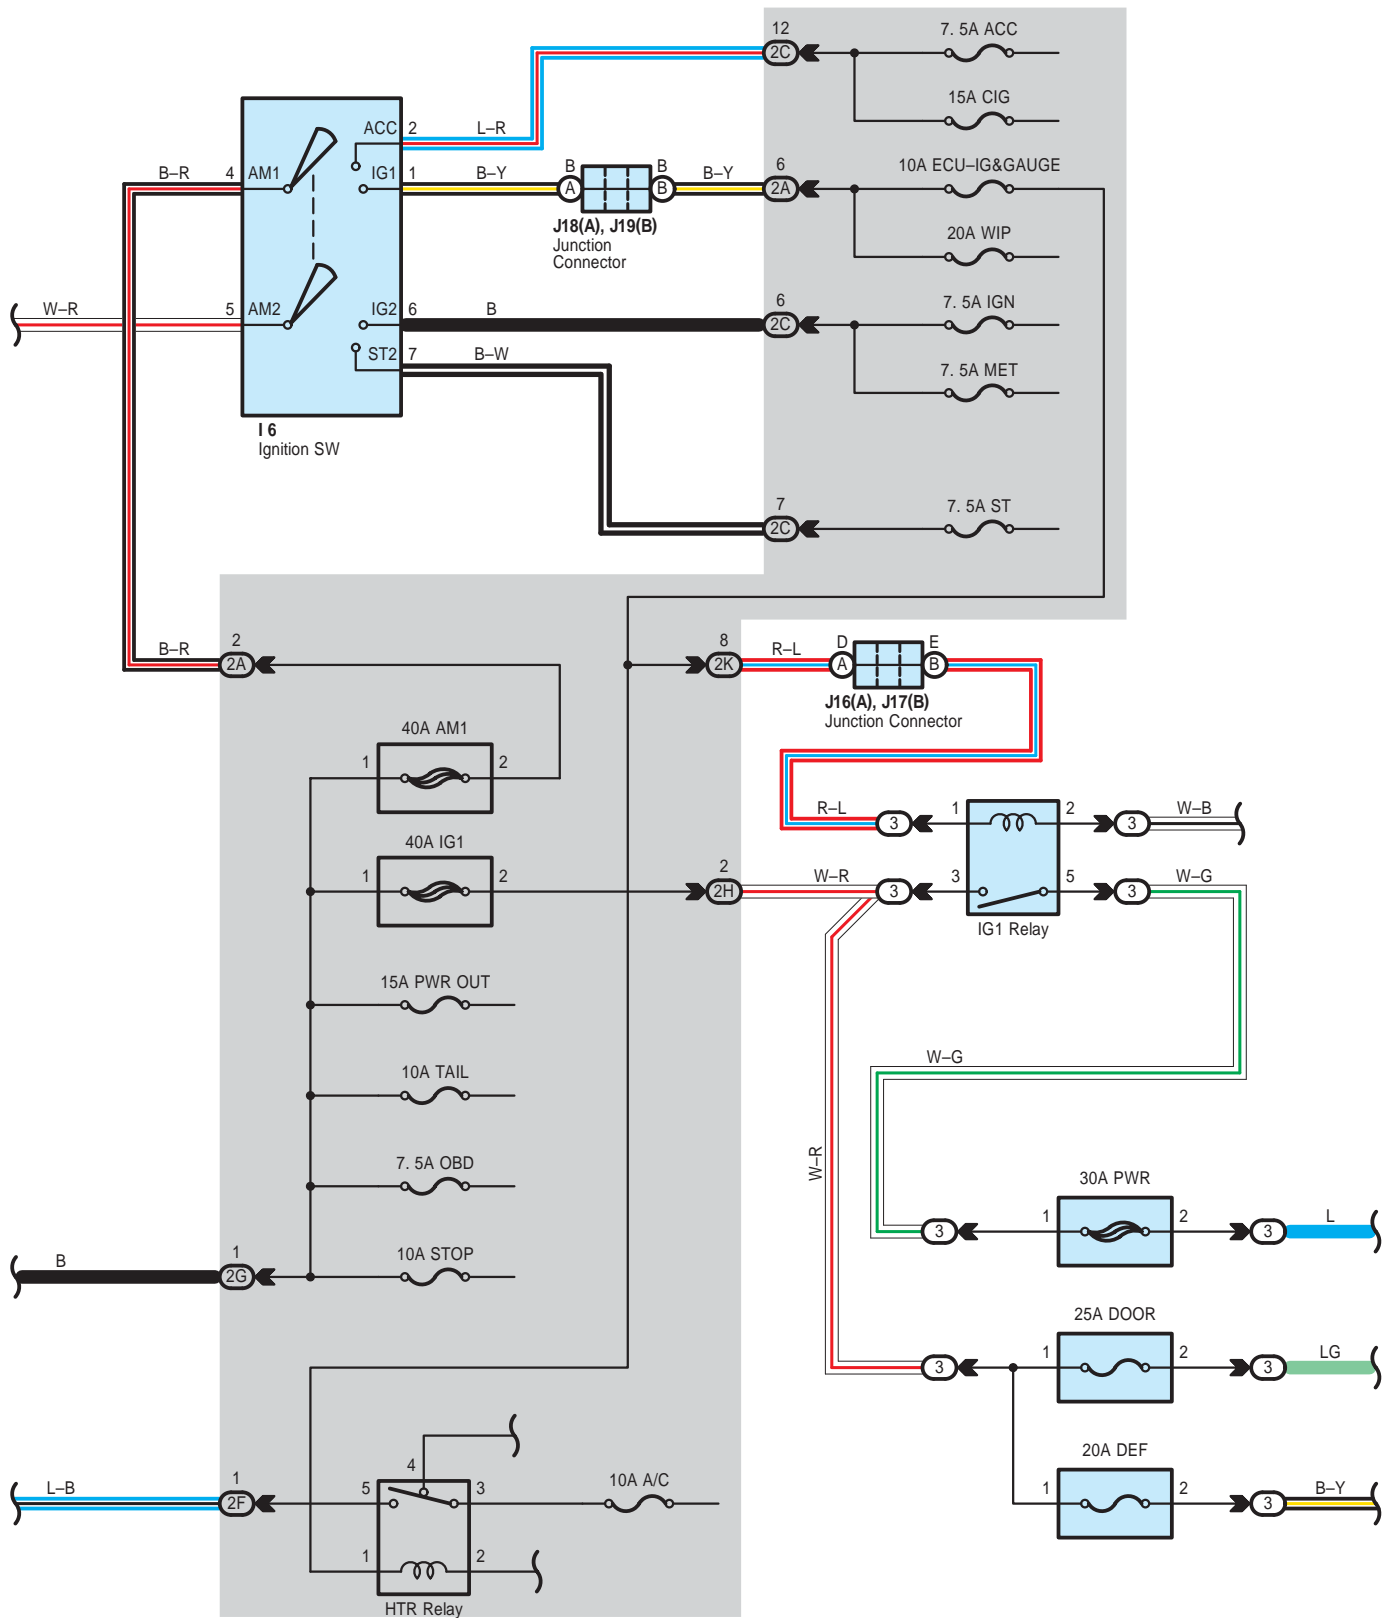 12
2C
7. 5A ACC
15A CIG
ACC
2
L–R
B–R
4
AM1
IG1
1
B–Y
B
A
B
B
B–Y
6
2A
10A ECU–IG&GAUGE
J18(A), J19(B)
Junction
Connector
20A WIP
W–R
5
AM2
IG2
6
B
6
2C
7. 5A IGN
ST2
7
B–W
7. 5A MET
I 6
Ignition SW
7
2C
7. 5A ST
B–R
2
2A
8
2K
R–L
D
A
E
B
J16(A), J17(B)
Junction Connector
40A AM1
1
2
R–L
3
1
2
3
W–B
40A IG1
1
2
2
2H
W–R
3
3
5
3
W–G
IG1 Relay
15A PWR OUT
W–G
10A TAIL
W–R
7. 5A OBD
30A PWR
3
1
2
3
L
B
1
2G
10A STOP
25A DOOR
3
1
2
3
LG
20A DEF
1
2
3
B–Y
L–B
1
2F
5
4
3
10A A/C
1
2
HTR Relay